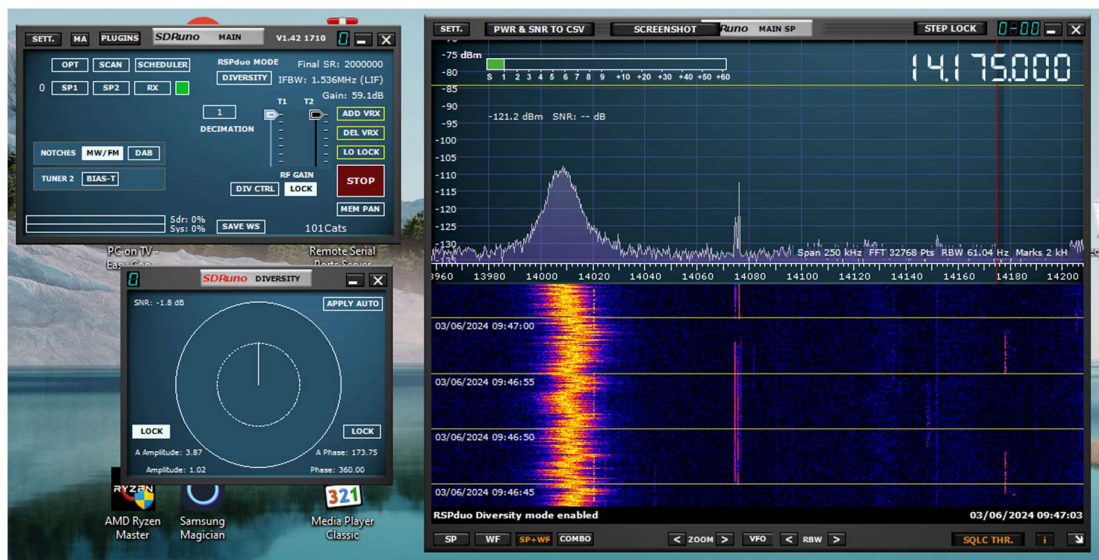 SETT.
MA
PLUGINS
SDRuno MAIN
V1.42 1710
OPT
SCAN
SCHEDULER
RSPduo MODE
DIVERSITY
Final SR: 2000000
IFBW: 1.536MHz (LIF)
Gain: 59.1dB
0
SP1
SP2
RX
1
DECIMATION
T1 T2
ADD VRX
DEL VRX
LO LOCK
NOTCHES
MW/FM
DAB
TUNER 2
BIAS-T
RF GAIN
DIV CTRL
LOCK
STOP
MEM PAN
Sdr: 0%
Sys: 0%
SAVE WS
101Cats
PC on TV -
Remote Serial
Ports Server
SDRuno DIVERSITY
SNR: -1.8 dB
APPLY AUTO
LOCK
LOCK
A Amplitude: 3.87
A Phase: 173.75
Amplitude: 1.02
Phase: 360.00
RYZEN
321
AMD Ryzen
Master
Samsung
Magician
Media Player
Classic
SETT.
PWR & SNR TO CSV
SCREENSHOT
MAIN SP
STEP LOCK
0-00
-75 dBm
S 1 2 3 4 5 6 7 8 9 +10 +20 +30 +40 +50 +60
14.175.000
-80
-85
-90
-121.2 dBm SNR: -- dB
-95
-100
-105
-110
-115
-120
-125
-130
-135
Span 250 kHz FFT 32768 Pts RBW 61.04 Hz Marks 2 kH
3960 13980 14000 14020 14040 14060 14080 14100 14120 14140 14160 14180 14200
03/06/2024 09:47:00
03/06/2024 09:46:55
03/06/2024 09:46:50
03/06/2024 09:46:45
RSPduo Diversity mode enabled
03/06/2024 09:47:03
SP
WF
SP+WF
COMBO
< ZOOM >
VFO
< RBW >
SQLC THR.
i